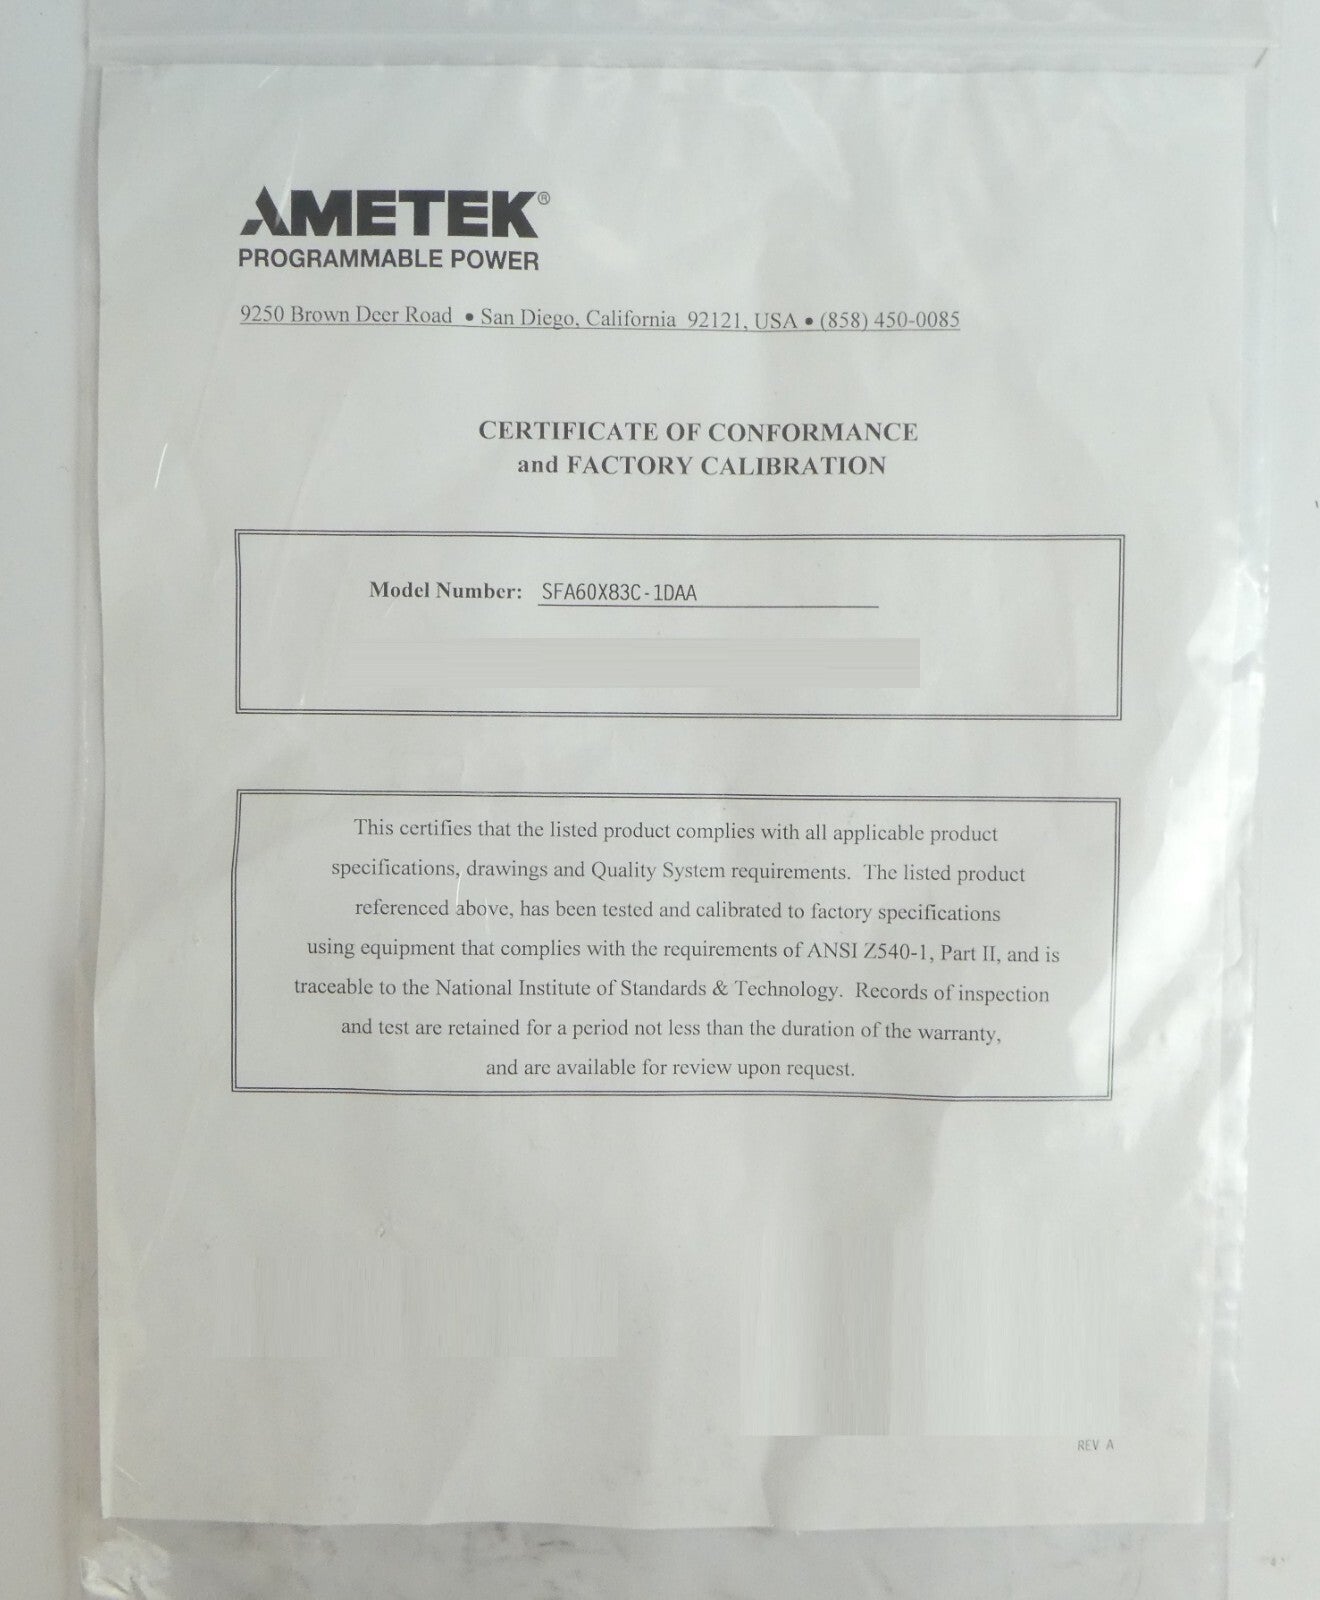 AMETEK®
PROGRAMMABLE POWER
9250 Brown Deer Road • San Diego, California 92121, USA • (858) 450-0085
CERTIFICATE OF CONFORMANCE
and FACTORY CALIBRATION
Model Number: SFA60X83C-1DAA
This certifies that the listed product complies with all applicable product
specifications, drawings and Quality System requirements. The listed product
referenced above, has been tested and calibrated to factory specifications
using equipment that complies with the requirements of ANSI Z540-1, Part II, and is
traceable to the National Institute of Standards & Technology. Records of inspection
and test are retained for a period not less than the duration of the warranty,
and are available for review upon request.
REV A